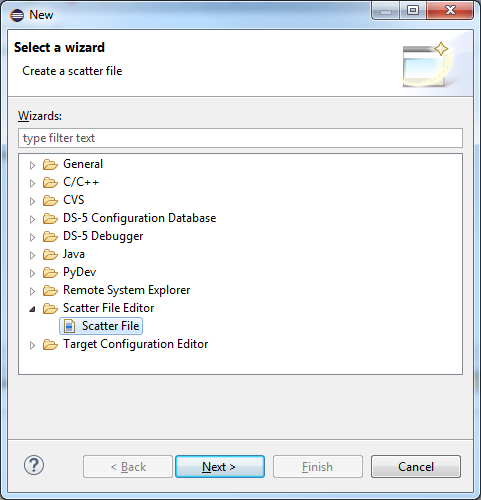 New
Select a wizard
Create a scatter file
Wizards:
type filter text
General
C/C++
CVS
DS-5 Configuration Database
DS-5 Debugger
Java
PyDev
Remote System Explorer
Scatter File Editor
Scatter File
Target Configuration Editor
? < Back Next > Finish Cancel